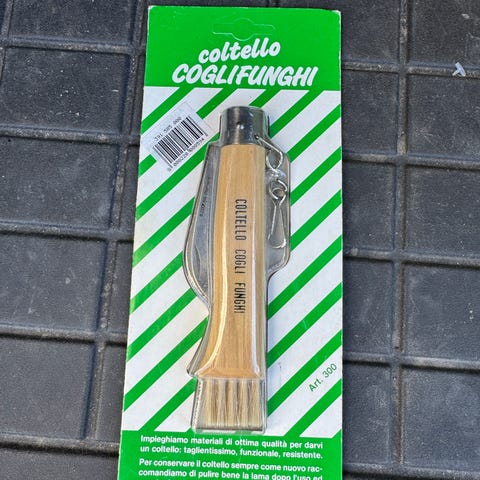 coltello
COGLIFUNGHI
COLTELLO COGLI FUNGHI
Art. 300
Impieghiamo materiali di ottima qualità per darvi
un coltello: taglientissimo, funzionale, resistente.
Per conservare il coltello sempre come nuovo rac-
comandiamo di pulire bene la lama dopo l'uso ed